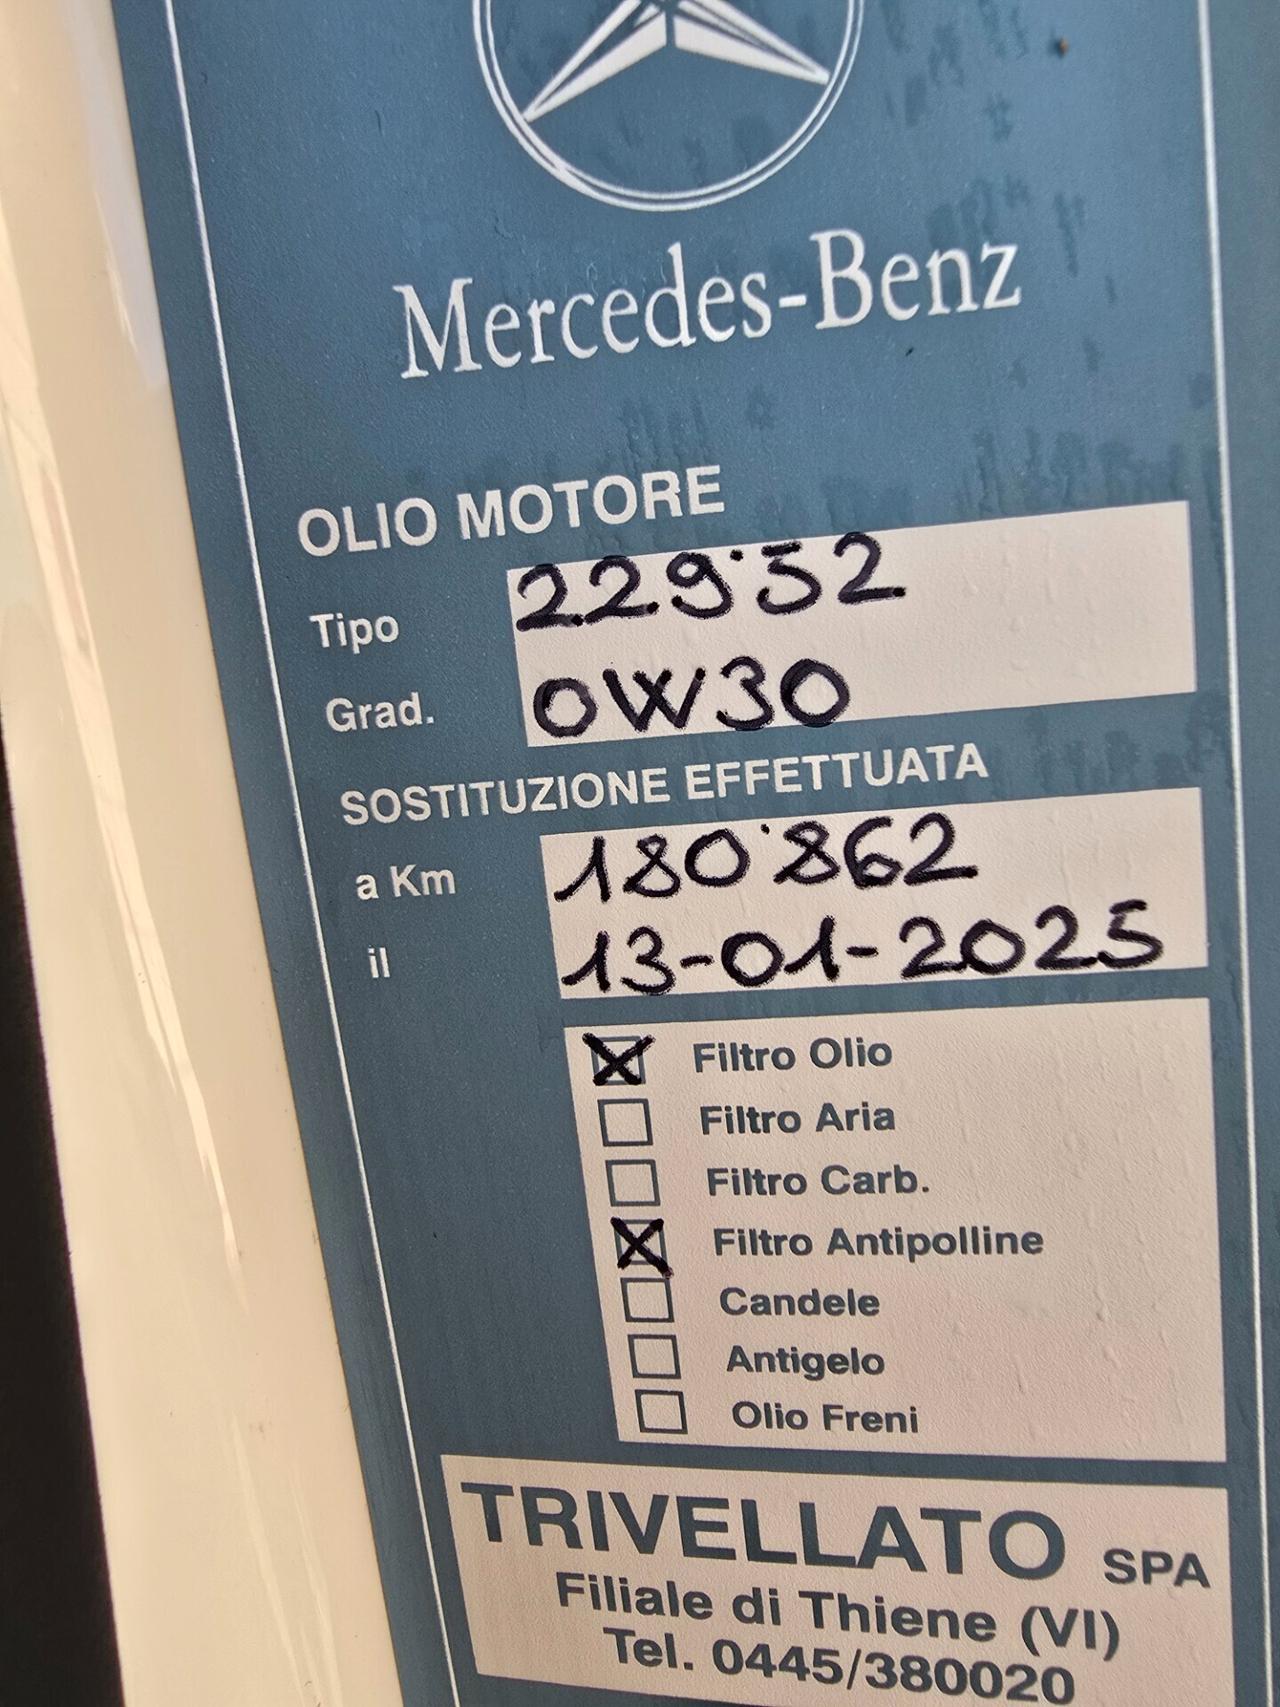 Mercedes-Benz
OLIO MOTORE
Tipo 229.52
Grad. 0W30
SOSTITUZIONE EFFETTUATA
a Km 180.862
il 13-01-2025
Filtro Olio
Filtro Aria
Filtro Carb.
Filtro Antipolline
Candele
Antigelo
Olio Freni
TRIVELLATO SPA
Filiale di Thiene (VI)
Tel. 0445/380020